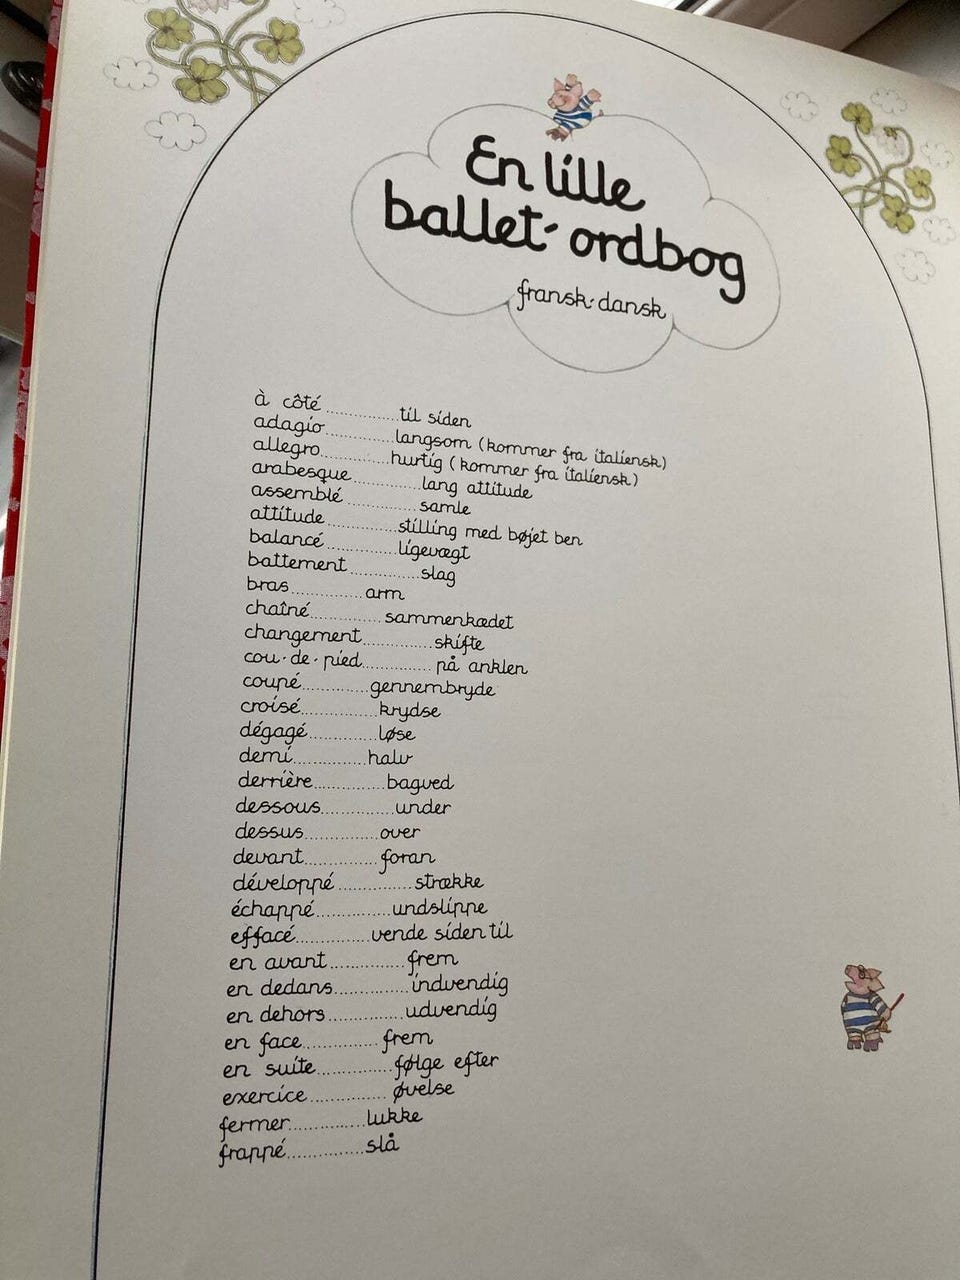 En lille
ballet-ordbog
fransk-dansk
à côté..............til siden
adagio..............langsom (kommer fra italiensk)
allegro..............hurtig (kommer fra italiensk)
arabesque..............lang attitude
assemblé..............samle
attitude..............stilling med bøjet ben
balancé..............ligevægt
battement..............slag
bras..............arm
chaîné..............sammenkædet
changement..............skifte
cou-de-pied..............på anklen
coupé..............gennembryde
croisé..............krydse
dégagé..............løse
demi..............halv
derrière..............bagved
dessous..............under
dessus..............over
devant..............foran
développé..............strække
échappé..............undslippe
effacé..............vende siden til
en avant..............frem
en dedans..............indvendig
en dehors..............udvendig
en face..............frem
en suite..............følge efter
exercice..............øvelse
fermer..............lukke
frappé..............slå